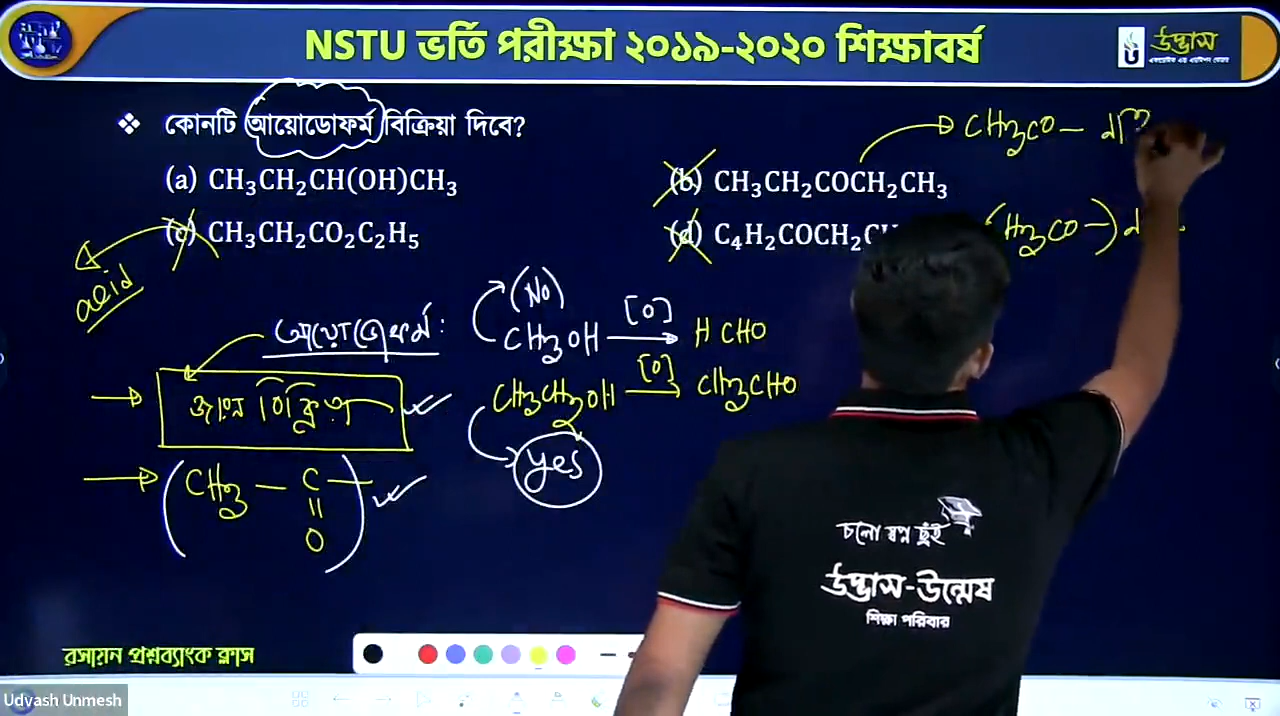 NSTU ভর্তি পরীক্ষা ২০১৯-২০২০ শিক্ষাবর্ষ
উদ্ভাস
❖ কোনটি আয়োডোফর্ম বিক্রিয়া দিবে?
CH3CO — নাই
(a) CH3CH2CH(OH)CH3
(b) CH3CH2COCH2CH3
(c) CH3CH2CO2C2H5
(d) C4H2COCH2
(CH3CO-)
acid
(No)
আয়োডোফর্ম:
CH3OH [O] HCHO
জারন বিক্রিয়া
CH3CH2OH [O] CH3CHO
yes
CH3 — C —
||
O
চলো স্বপ্ন ছুঁই
উদ্ভাস-উন্মেষ
শিক্ষা পরিবার
রসায়ন প্রশ্নব্যাংক ক্লাস
Udvash Unmesh